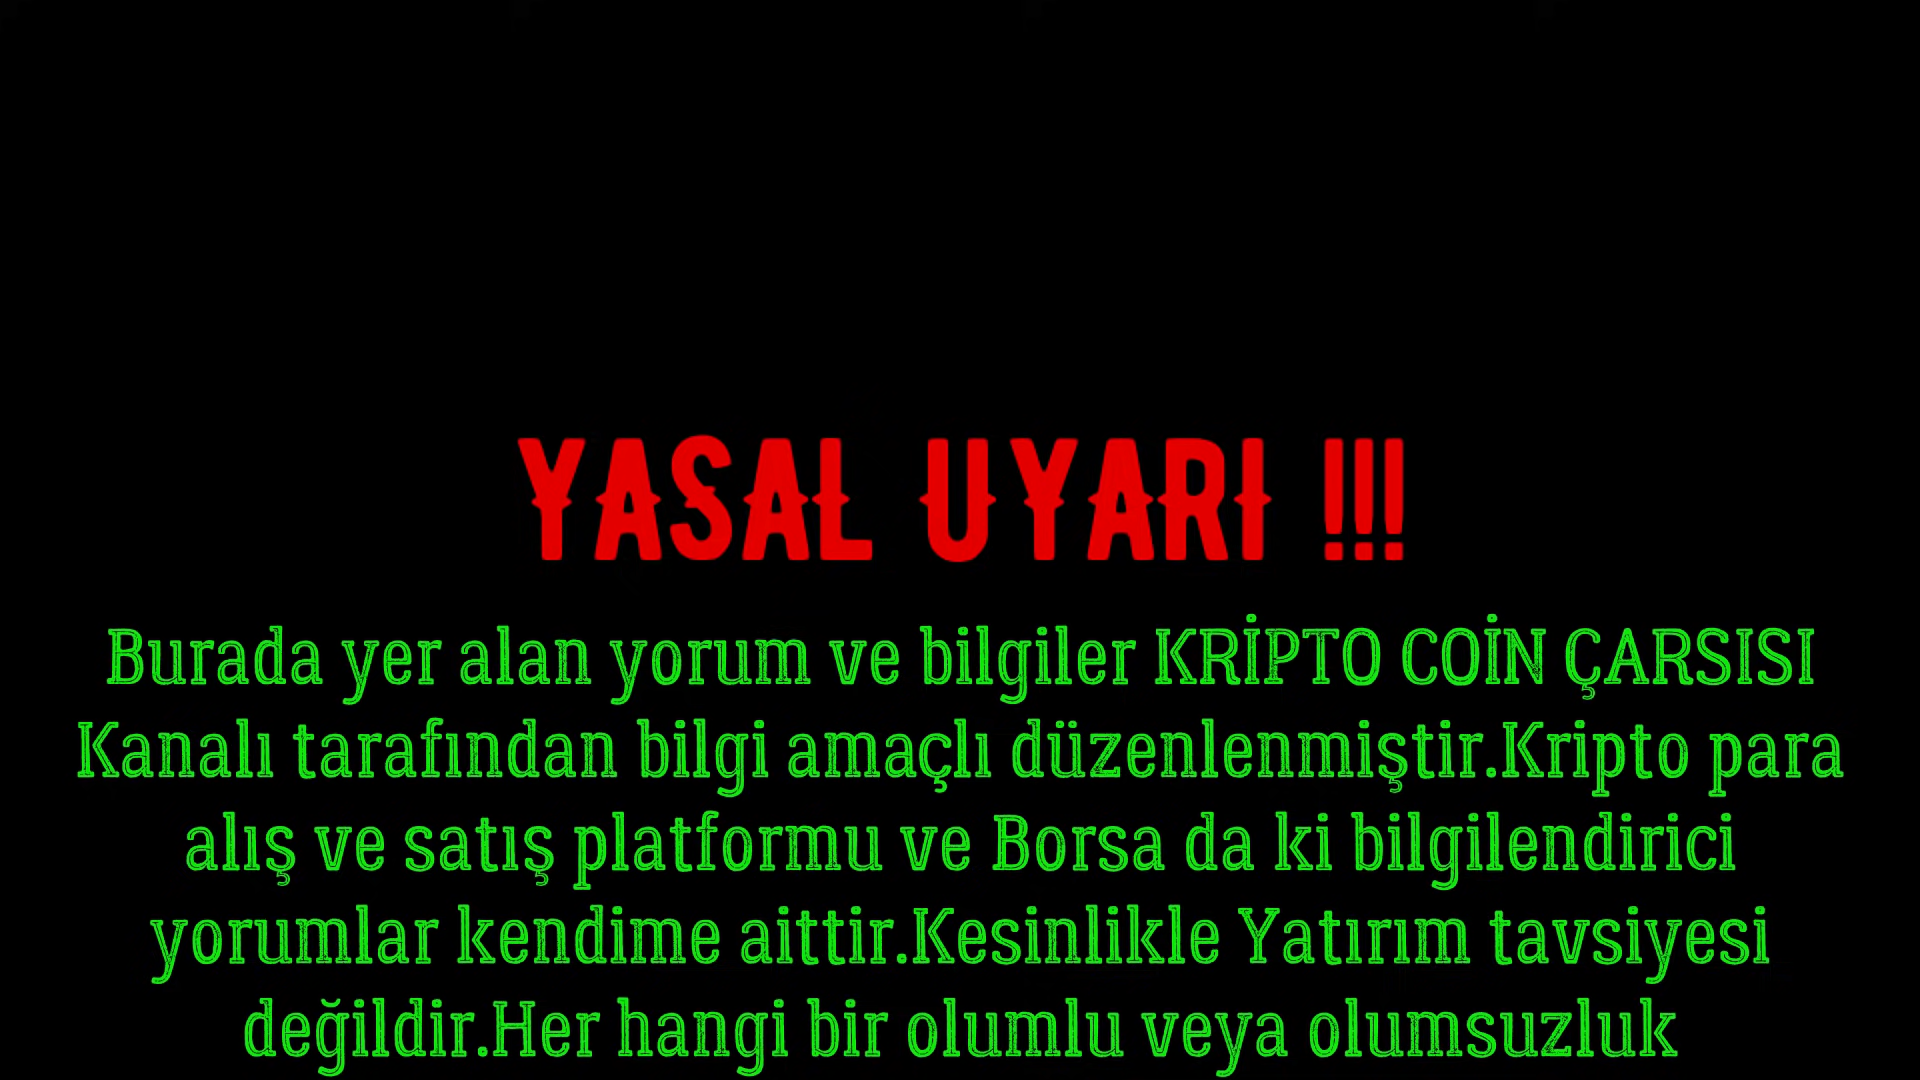 YASAL UYARI !!!
Burada yer alan yorum ve bilgiler KRİPTO COİN ÇARSISI
Kanalı tarafından bilgi amaçlı düzenlenmiştir.Kripto para
alış ve satış platformu ve Borsa da ki bilgilendirici
yorumlar kendime aittir.Kesinlikle Yatırım tavsiyesi
değildir.Her hangi bir olumlu veya olumsuzluk